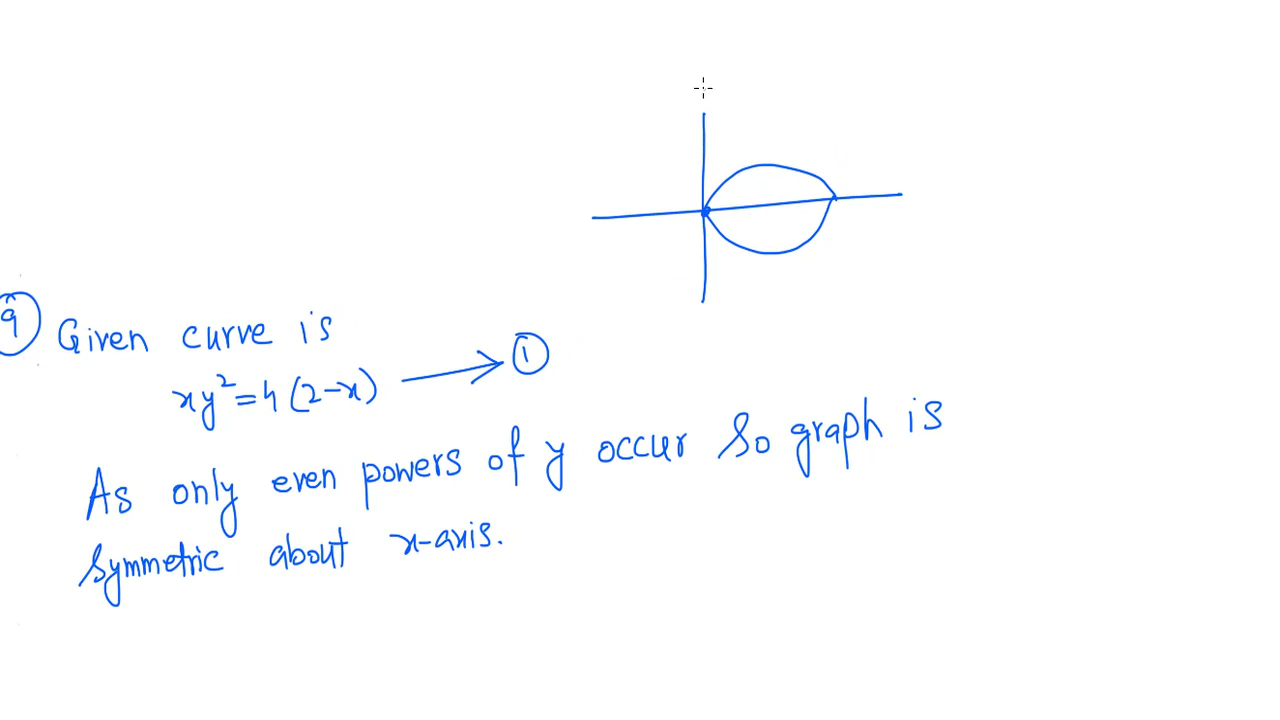 9 Given curve is
xy²=4(2-x) → 1
As only even powers of y occur So graph is
symmetric about x-axis.